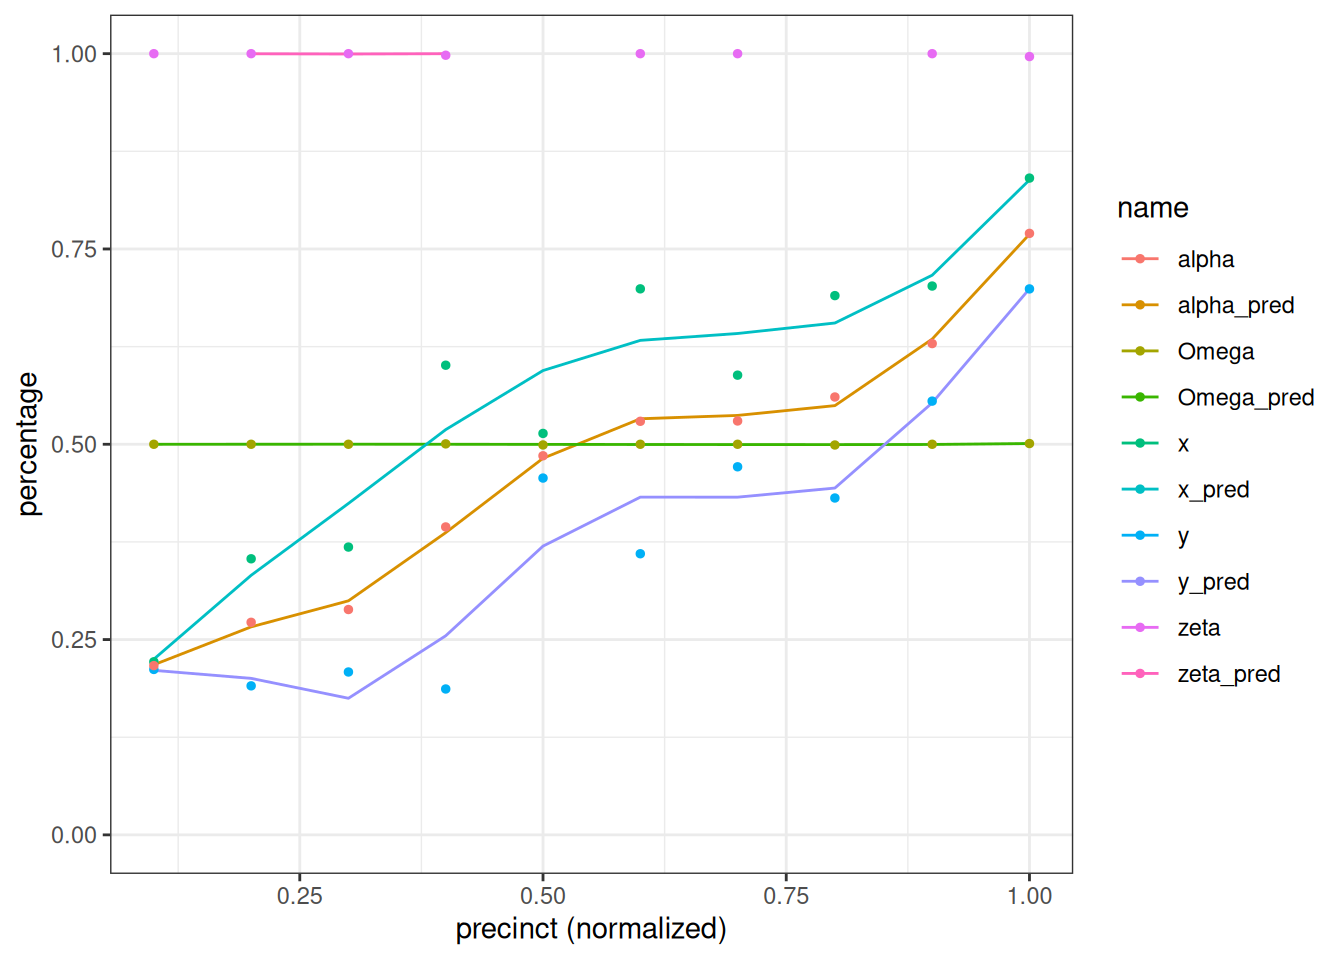 1.00
0.75
0.50
0.25
0.00
percentage
0.25 0.50 0.75 1.00
precinct (normalized)
name
alpha
alpha_pred
Omega
Omega_pred
x
x_pred
y
y_pred
zeta
zeta_pred